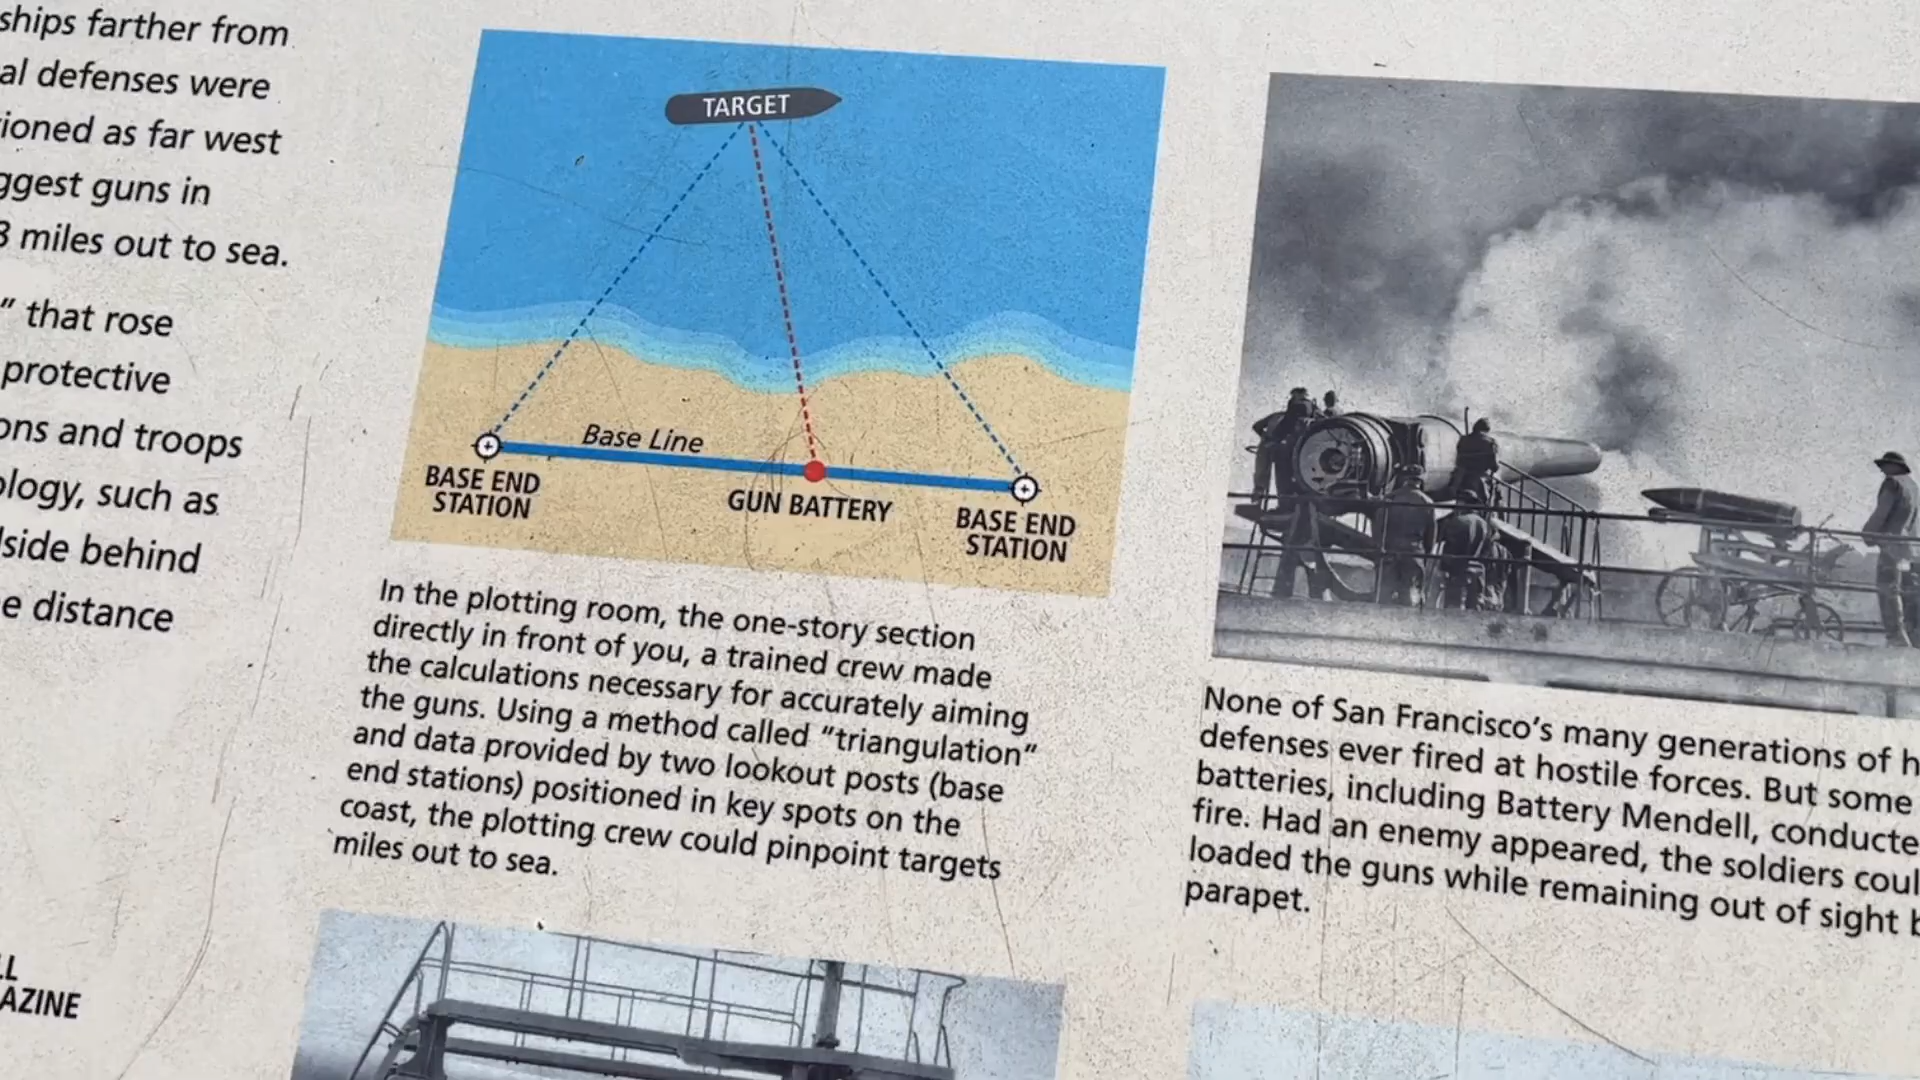 ships farther from
al defenses were
ioned as far west
ggest guns in
miles out to sea.
” that rose
protective
ons and troops
ology, such as
side behind
e distance
LL
AZINE
TARGET
Base Line
BASE END
STATION
GUN BATTERY
BASE END
STATION
In the plotting room, the one-story section
directly in front of you, a trained crew made
the calculations necessary for accurately aiming
the guns. Using a method called “triangulation”
and data provided by two lookout posts (base
end stations) positioned in key spots on the
coast, the plotting crew could pinpoint targets
miles out to sea.
None of San Francisco’s many generations of h
defenses ever fired at hostile forces. But some
batteries, including Battery Mendell, conducte
fire. Had an enemy appeared, the soldiers coul
loaded the guns while remaining out of sight b
parapet.